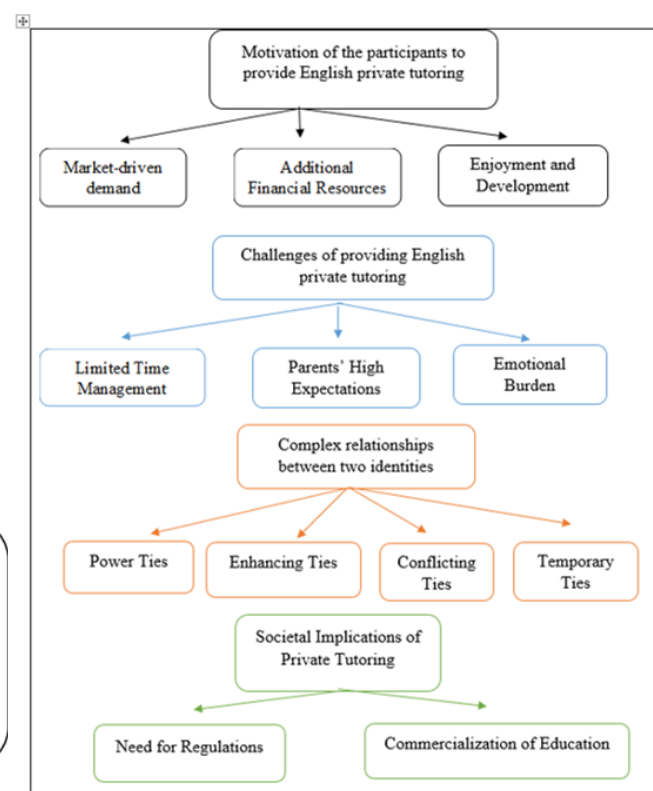 Motivation of the participants to
provide English private tutoring
Market-driven
demand
Additional
Financial Resources
Enjoyment and
Development
Challenges of providing English
private tutoring
Limited Time
Management
Parents’ High
Expectations
Emotional
Burden
Complex relationships
between two identities
Power Ties
Enhancing Ties
Conflicting
Ties
Temporary
Ties
Societal Implications of
Private Tutoring
Need for Regulations
Commercialization of Education